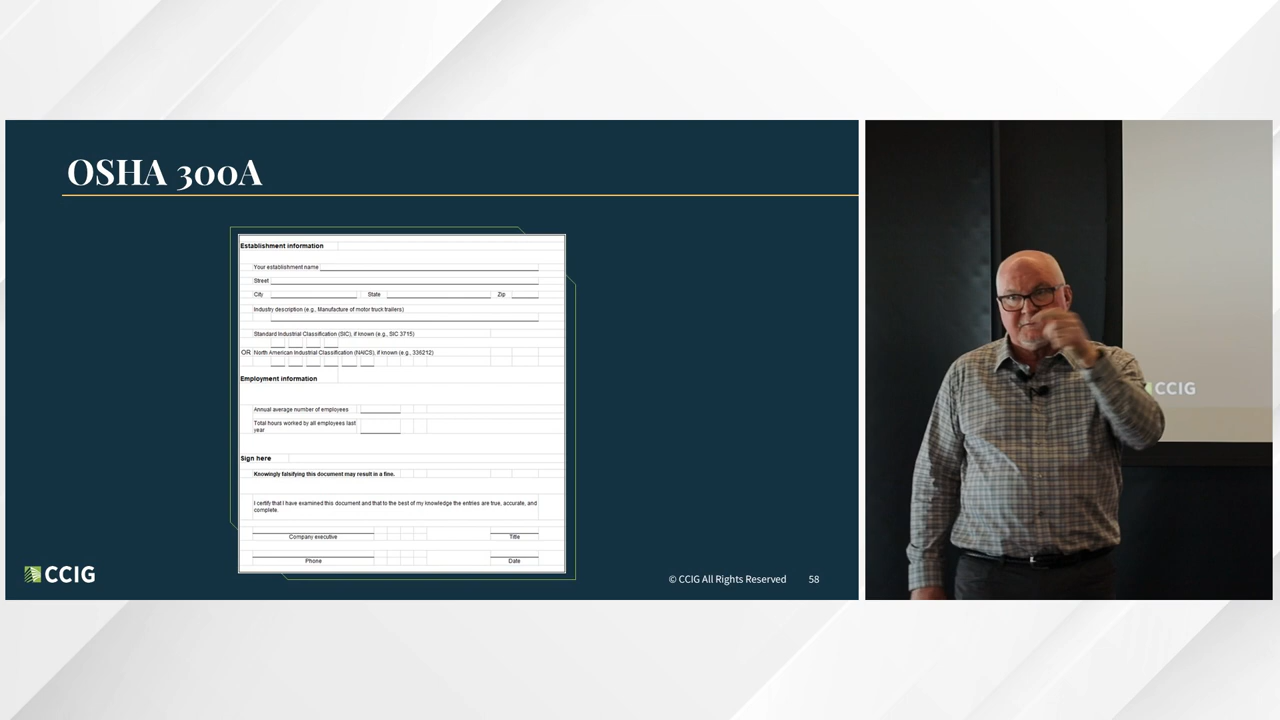 OSHA 300A
Establishment information
Your establishment name
Street
City State Zip
Industry description (e.g., Manufacture of motor truck trailers)
Standard Industrial Classification (SIC), if known (e.g., SIC 3715)
OR North American Industrial Classification (NAICS), if known (e.g., 336212)
Employment information
Annual average number of employees
Total hours worked by all employees last
year
Sign here
Knowingly falsifying this document may result in a fine.
I certify that I have examined this document and that to the best of my knowledge the entries are true, accurate, and
complete.
Company executive Title
Phone Date
CCIG
© CCIG All Rights Reserved 58
CCIG